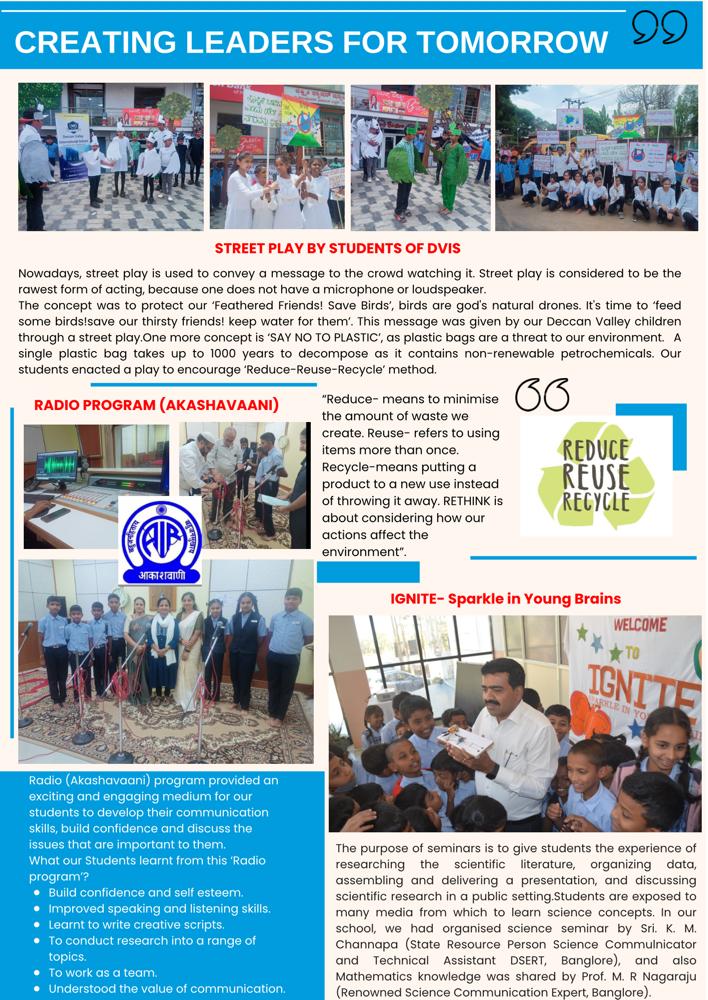 CREATING LEADERS FOR TOMORROW
STREET PLAY BY STUDENTS OF DVIS
Nowadays, street play is used to convey a message to the crowd watching it. Street play is considered to be the
rawest form of acting, because one does not have a microphone or loudspeaker.
The concept was to protect our ‘Feathered Friends! Save Birds’, birds are god's natural drones. It's time to ‘feed
some birds!save our thirsty friends! keep water for them’. This message was given by our Deccan Valley children
through a street play.One more concept is ‘SAY NO TO PLASTIC’, as plastic bags are a threat to our environment. A
single plastic bag takes up to 1000 years to decompose as it contains non-renewable petrochemicals. Our
students enacted a play to encourage ‘Reduce-Reuse-Recycle’ method.
RADIO PROGRAM (AKASHAVAANI)
आकाशवाणी
“Reduce- means to minimise
the amount of waste we
create. Reuse- refers to using
items more than once.
Recycle-means putting a
product to a new use instead
of throwing it away. RETHINK is
about considering how our
actions affect the
environment”.
REDUCE
REUSE
RECYCLE
Radio (Akashavaani) program provided an
exciting and engaging medium for our
students to develop their communication
skills, build confidence and discuss the
issues that are important to them.
What our Students learnt from this ‘Radio
program’?
Build confidence and self esteem.
Improved speaking and listening skills.
Learnt to write creative scripts.
To conduct research into a range of
topics.
To work as a team.
Understood the value of communication.
IGNITE- Sparkle in Young Brains
WELCOME
TO
IGNITE
The purpose of seminars is to give students the experience of
researching the scientific literature, organizing data,
assembling and delivering a presentation, and discussing
scientific research in a public setting.Students are exposed to
many media from which to learn science concepts. In our
school, we had organised science seminar by Sri. K. M.
Channapa (State Resource Person Science Commulnicator
and Technical Assistant DSERT, Banglore), and also
Mathematics knowledge was shared by Prof. M. R Nagaraju
(Renowned Science Communication Expert, Banglore).